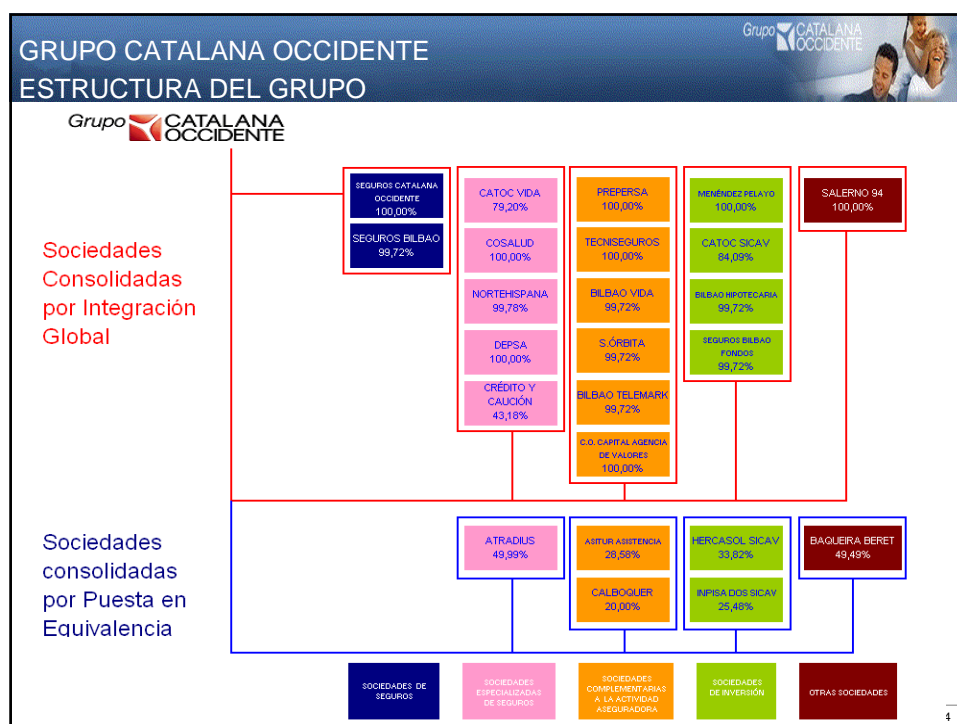 GRUPO CATALANA OCCIDENTE
ESTRUCTURA DEL GRUPO
Grupo CATALANA
OCCIDENTE
Grupo CATALANA
OCCIDENTE
Sociedades
Consolidadas
por Integración
Global
SEGUROS CATALANA
OCCIDENTE
100,00%
SEGUROS BILBAO
99,72%
CATOC VIDA
79,20%
COSALUD
100,00%
NORTEHISPANA
99,78%
DEPSA
100,00%
CRÉDITO Y
CAUCIÓN
43,18%
PREPERSA
100,00%
TECNISEGUROS
100,00%
BILBAO VIDA
99,72%
S.ÓRBITA
99,72%
BILBAO TELEMARK
99,72%
C.O. CAPITAL AGENCIA
DE VALORES
100,00%
MENÉNDEZ PELAYO
100,00%
CATOC SICAV
84,09%
BILBAO HIPOTECARIA
99,72%
SEGUROS BILBAO
FONDOS
99,72%
SALERNO 94
100,00%
Sociedades
consolidadas
por Puesta en
Equivalencia
ATRADIUS
49,99%
ASITUR ASISTENCIA
28,58%
CALBOQUER
20,00%
HERCASOL SICAV
33,82%
INPISA DOS SICAV
25,48%
BAQUEIRA BERET
49,49%
SOCIEDADES DE
SEGUROS
SOCIEDADES
ESPECIALIZADAS
DE SEGUROS
SOCIEDADES
COMPLEMENTARIAS
A LA ACTIVIDAD
ASEGURADORA
SOCIEDADES
DE INVERSIÓN
OTRAS SOCIEDADES
4